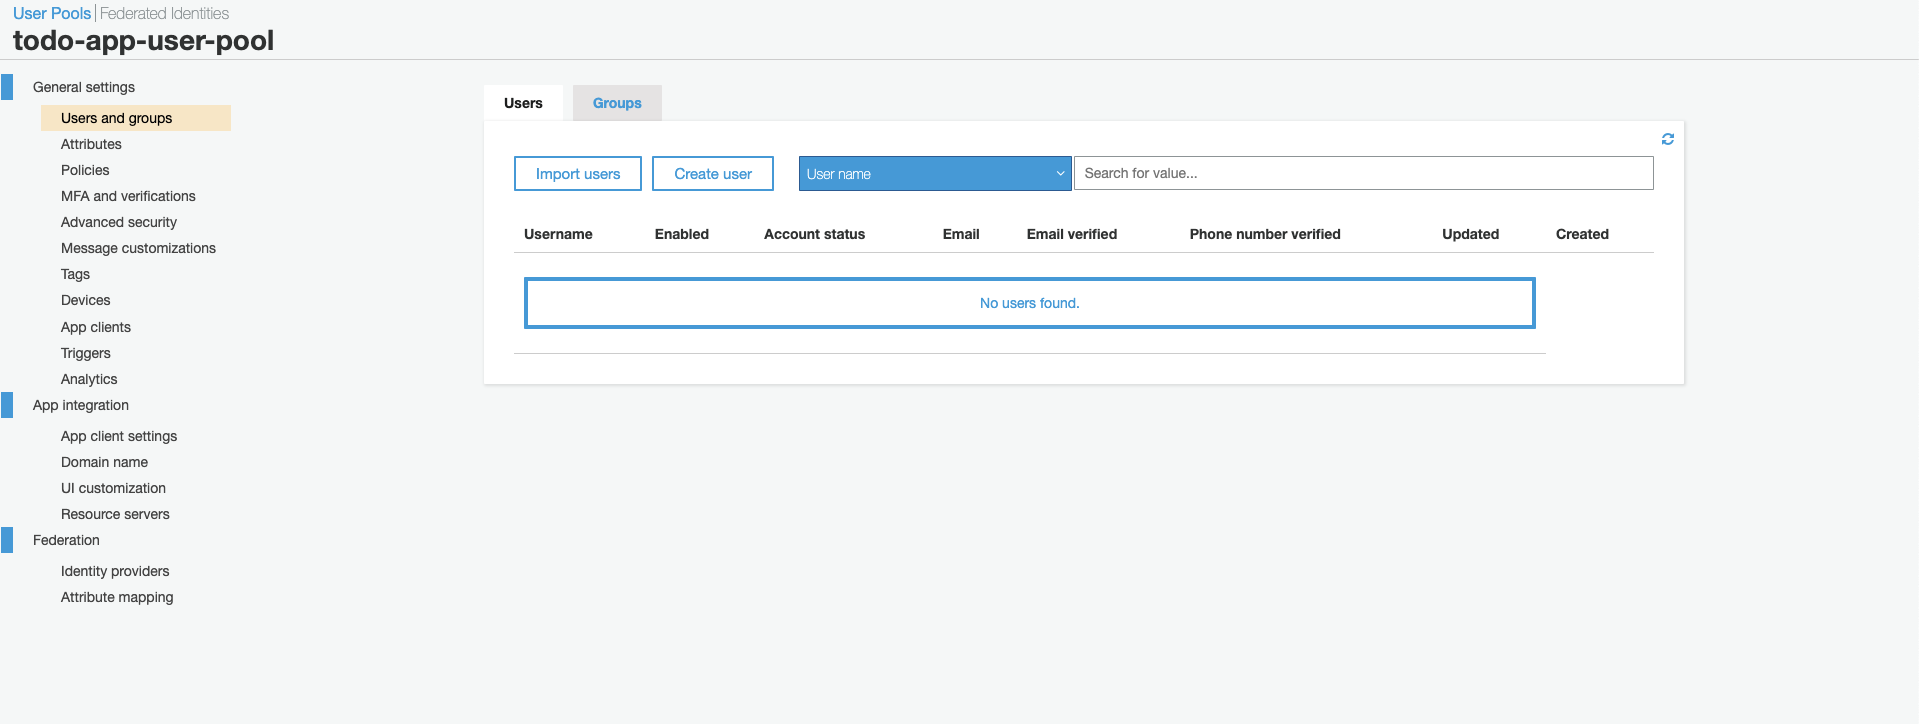 User Pools | Federated Identities
todo-app-user-pool
General settings
Users and groups
Attributes
Policies
MFA and verifications
Advanced security
Message customizations
Tags
Devices
App clients
Triggers
Analytics
App integration
App client settings
Domain name
UI customization
Resource servers
Federation
Identity providers
Attribute mapping
Users Groups
Import users Create user User name Search for value...
Username Enabled Account status Email Email verified Phone number verified Updated Created
No users found.